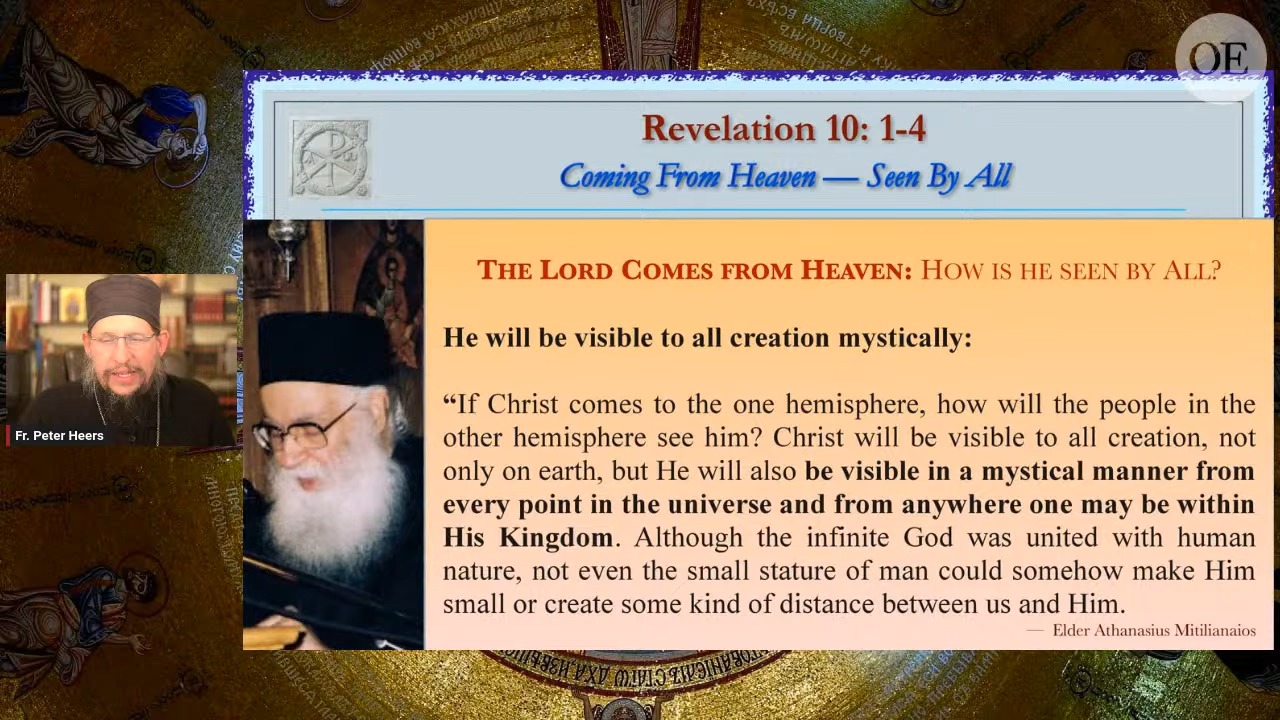 OE
Revelation 10: 1-4
Coming From Heaven — Seen By All
THE LORD COMES FROM HEAVEN: HOW IS HE SEEN BY ALL?
He will be visible to all creation mystically:
“If Christ comes to the one hemisphere, how will the people in the
other hemisphere see him? Christ will be visible to all creation, not
only on earth, but He will also be visible in a mystical manner from
every point in the universe and from anywhere one may be within
His Kingdom. Although the infinite God was united with human
nature, not even the small stature of man could somehow make Him
small or create some kind of distance between us and Him.
— Elder Athanasius Mitilianaios
Fr. Peter Heers